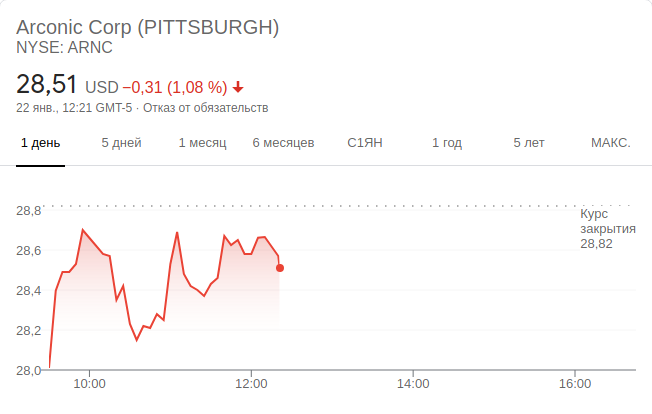 Arconic Corp (PITTSBURGH)
NYSE: ARNC
28,51 USD −0,31 (1,08 %)
22 янв., 12:21 GMT-5 · Отказ от обязательств
1 день 5 дней 1 месяц 6 месяцев С1ЯН 1 год 5 лет МАКС.
28,8
Курс
закрытия
28,82
28,6
28,4
28,2
28,0
10:00 12:00 14:00 16:00